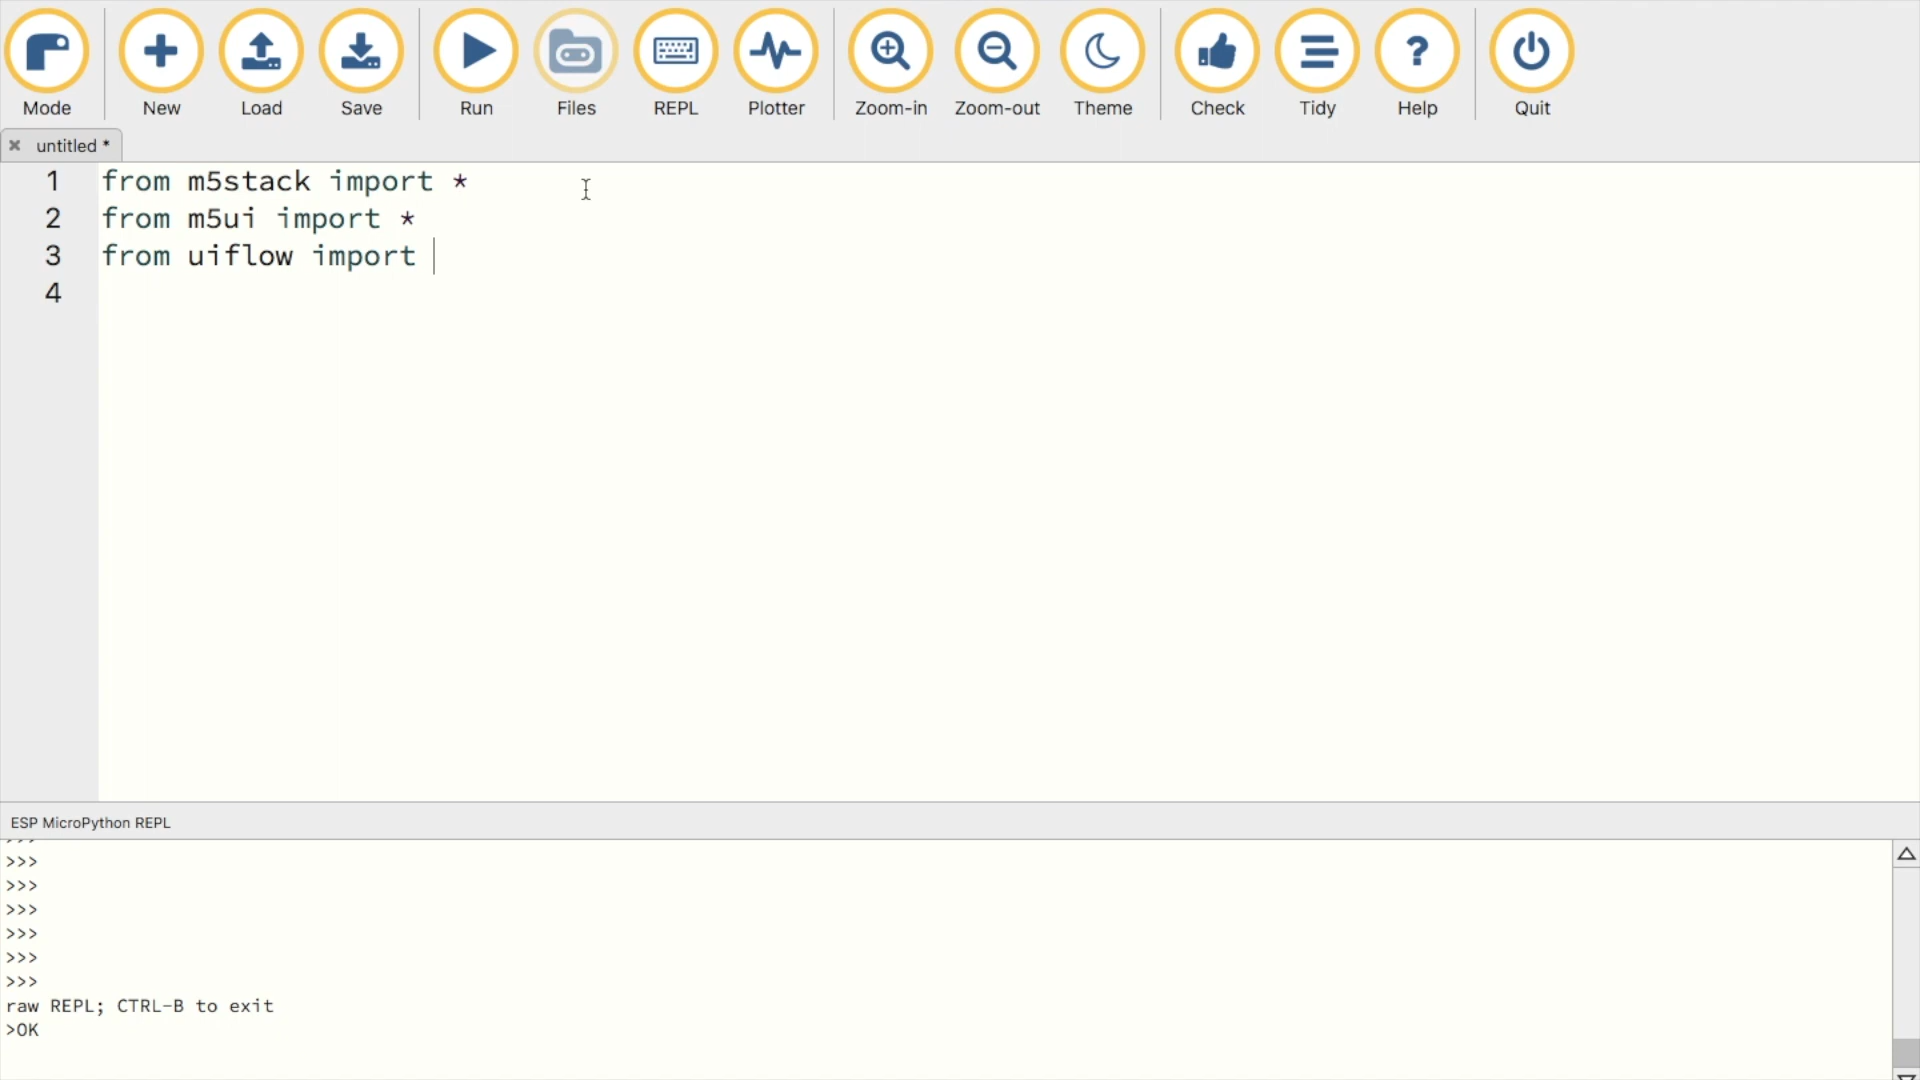 Mode New Load Save Run Files REPL Plotter Zoom-in Zoom-out Theme Check Tidy Help Quit
untitled *
1 from m5stack import *
2 from m5ui import *
3 from uiflow import
4
ESP MicroPython REPL
>>>
>>>
>>>
>>>
>>>
>>>
>>>
raw REPL; CTRL-B to exit
>OK